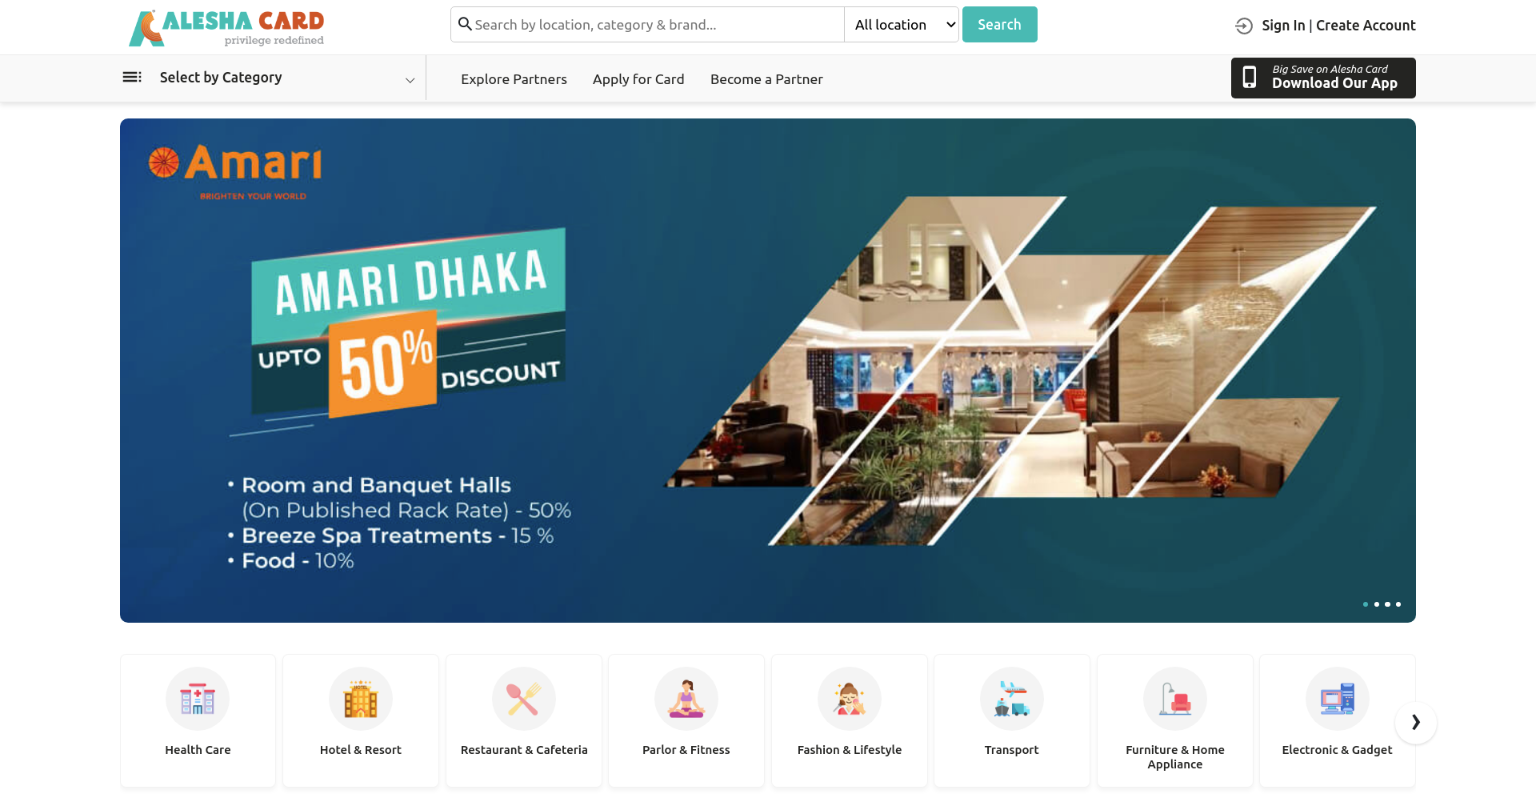 ALESHA CARD
privilege redefined
Search by location, category & brand...
All location
Search
Sign In | Create Account
Select by Category
Explore Partners
Apply for Card
Become a Partner
Big Save on Alesha Card
Download Our App
Amari
BRIGHTEN YOUR WORLD
AMARI DHAKA
UPTO 50% DISCOUNT
• Room and Banquet Halls
(On Published Rack Rate) - 50%
• Breeze Spa Treatments - 15 %
• Food - 10%
Health Care
Hotel & Resort
Restaurant & Cafeteria
Parlor & Fitness
Fashion & Lifestyle
Transport
Furniture & Home
Appliance
Electronic & Gadget